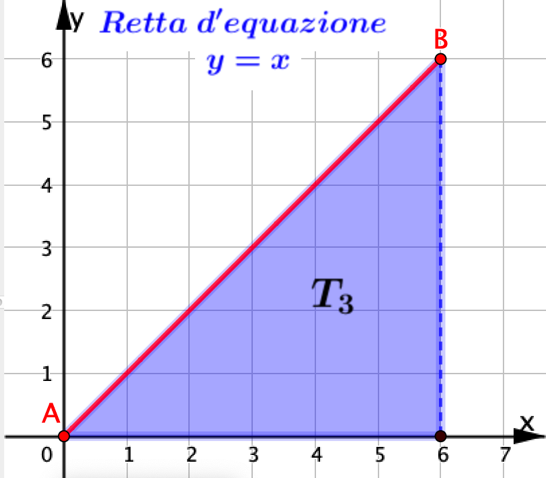 y
Retta d'equazione
y = x
B
6
5
4
3
T₃
2
1
A
x
0 1 2 3 4 5 6 7